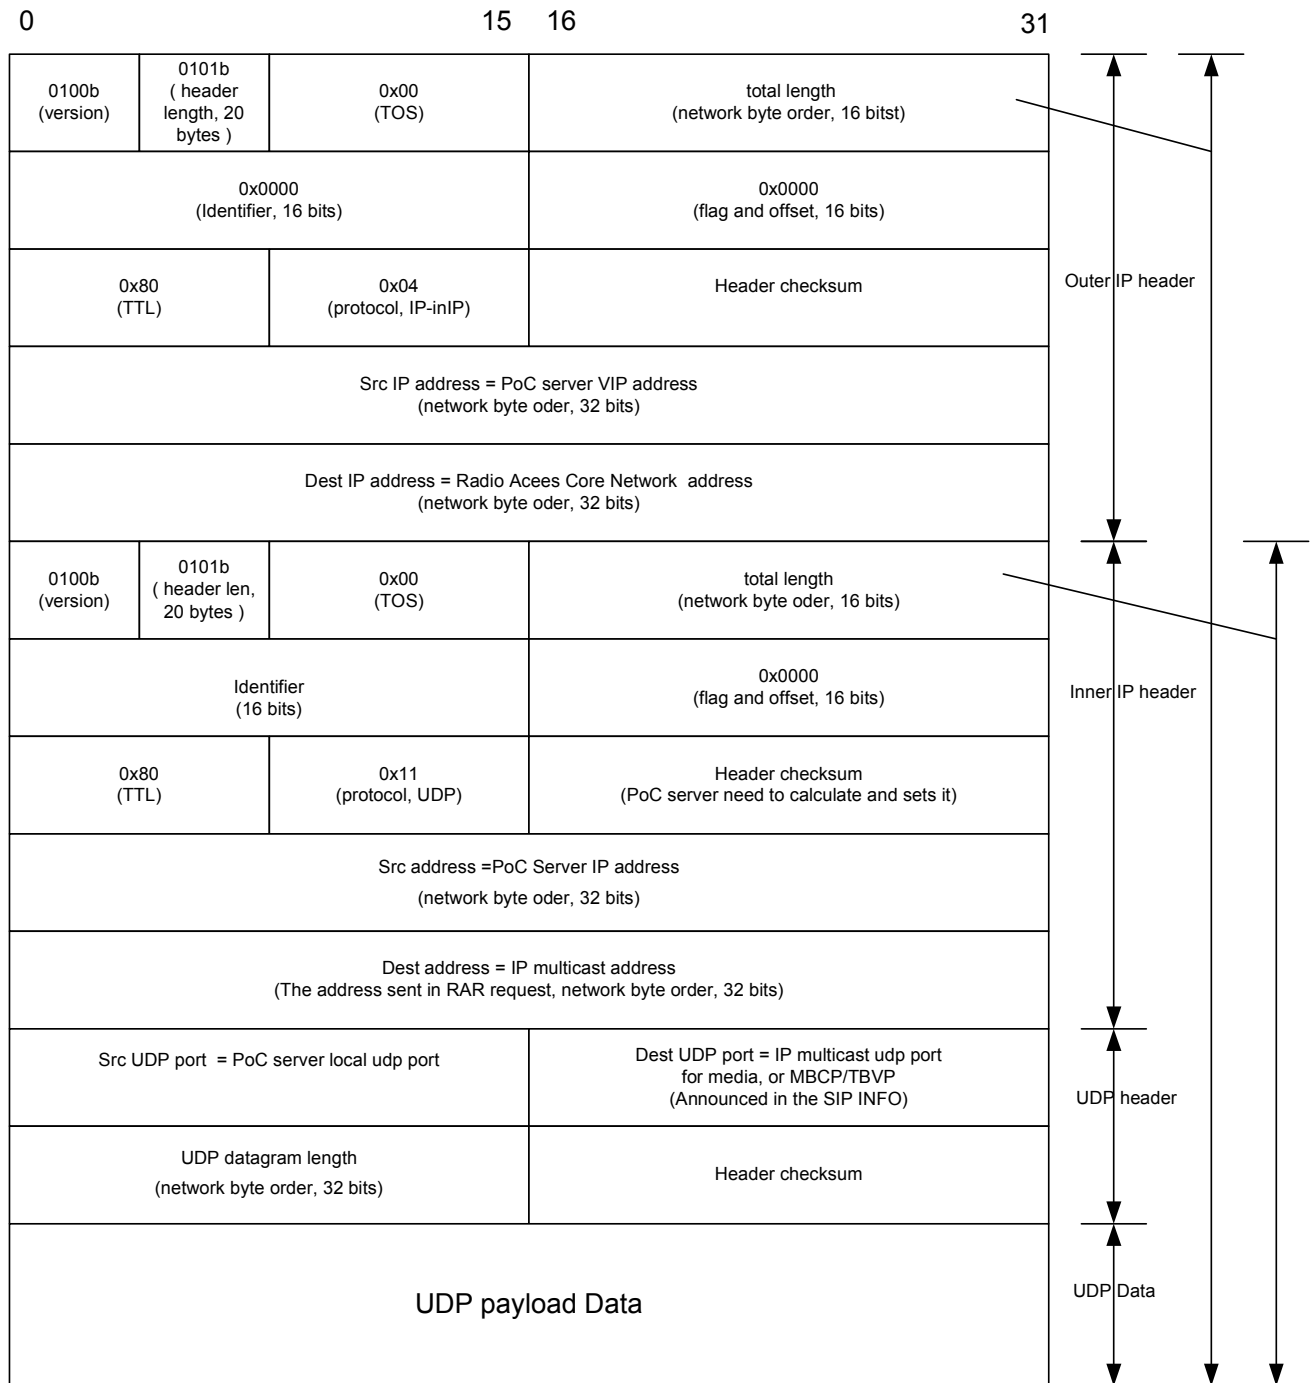 0 15 16 31
0100b
(version)
0101b
( header
length, 20
bytes )
0x00
(TOS)
total length
(network byte order, 16 bitst)
0x0000
(Identifier, 16 bits)
0x0000
(flag and offset, 16 bits)
0x80
(TTL)
0x04
(protocol, IP-inIP)
Header checksum
Outer IP header
Src IP address = PoC server VIP address
(network byte oder, 32 bits)
Dest IP address = Radio Acees Core Network address
(network byte oder, 32 bits)
0100b
(version)
0101b
( header len,
20 bytes )
0x00
(TOS)
total length
(network byte oder, 16 bits)
Identifier
(16 bits)
0x0000
(flag and offset, 16 bits)
Inner IP header
0x80
(TTL)
0x11
(protocol, UDP)
Header checksum
(PoC server need to calculate and sets it)
Src address =PoC Server IP address
(network byte oder, 32 bits)
Dest address = IP multicast address
(The address sent in RAR request, network byte order, 32 bits)
Src UDP port = PoC server local udp port
Dest UDP port = IP multicast udp port
for media, or MBCP/TBVP
(Announced in the SIP INFO)
UDP header
UDP datagram length
(network byte order, 32 bits)
Header checksum
UDP payload Data
UDP Data